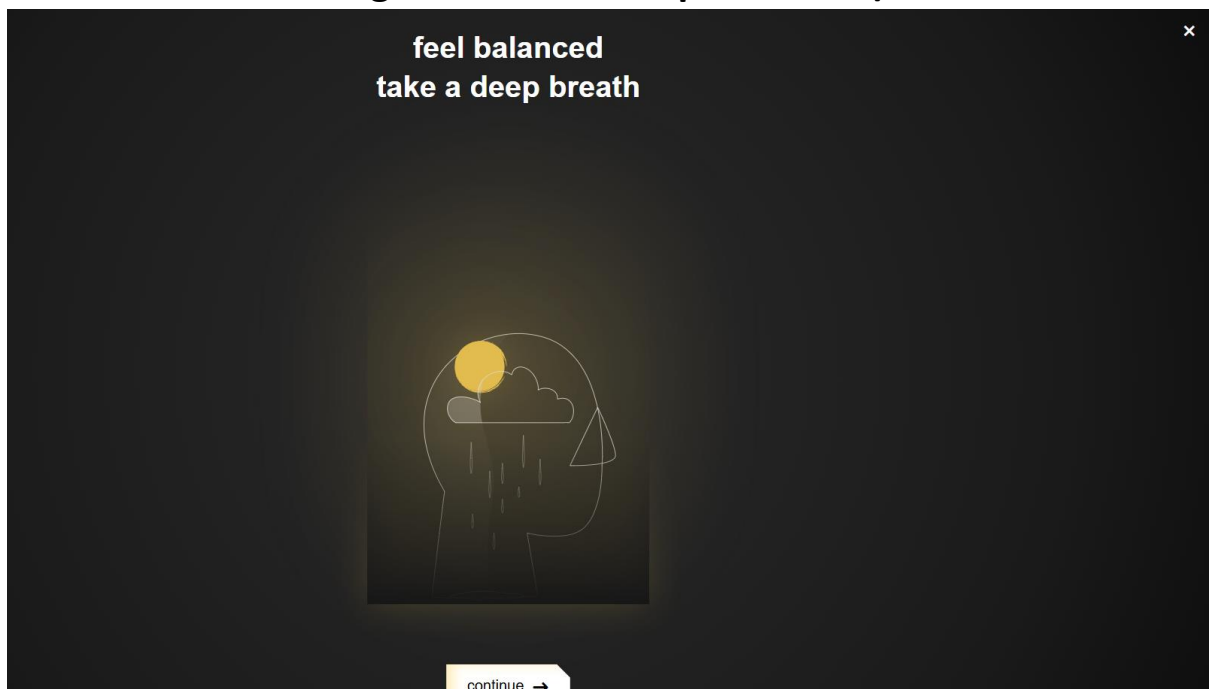 ×
feel balanced
take a deep breath
continue →